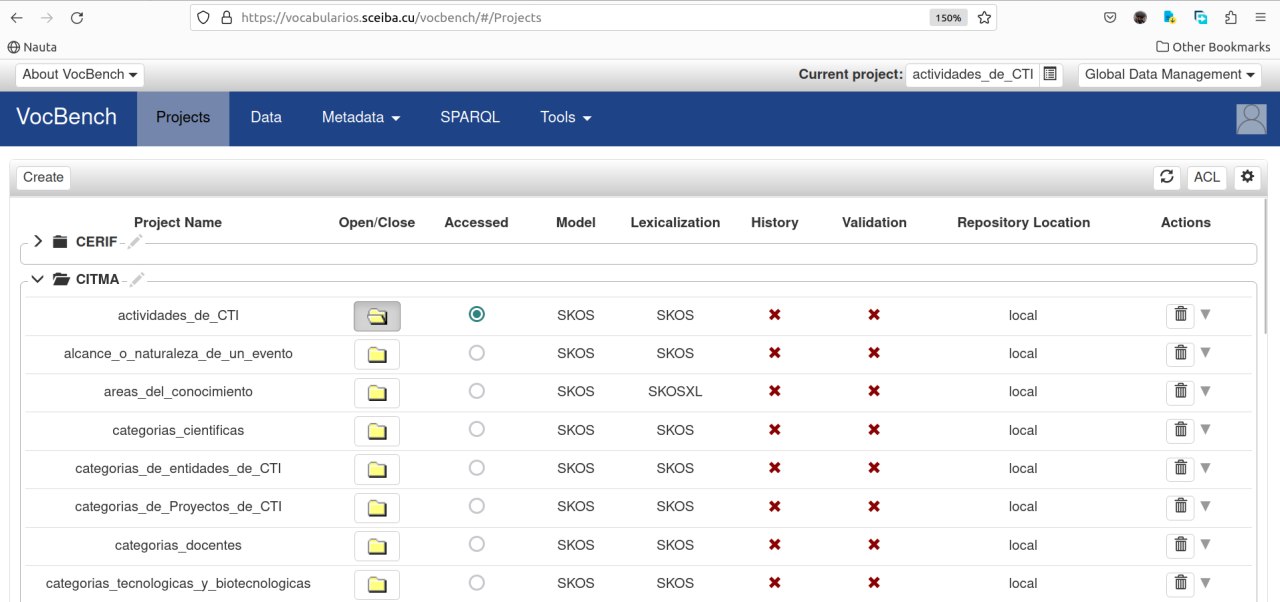 https://vocabularios.sceiba.cu/vocbench/#/Projects 150%
Nauta Other Bookmarks
About VocBench Current project: actividades_de_CTI Global Data Management
VocBench Projects Data Metadata SPARQL Tools
Create ACL
Project Name Open/Close Accessed Model Lexicalization History Validation Repository Location Actions
CERIF
CITMA
actividades_de_CTI SKOS SKOS local
alcance_o_naturaleza_de_un_evento SKOS SKOS local
areas_del_conocimiento SKOS SKOSXL local
categorias_cientificas SKOS SKOS local
categorias_de_entidades_de_CTI SKOS SKOS local
categorias_de_Proyectos_de_CTI SKOS SKOS local
categorias_docentes SKOS SKOS local
categorias_tecnologicas_y_biotecnologicas SKOS SKOS local